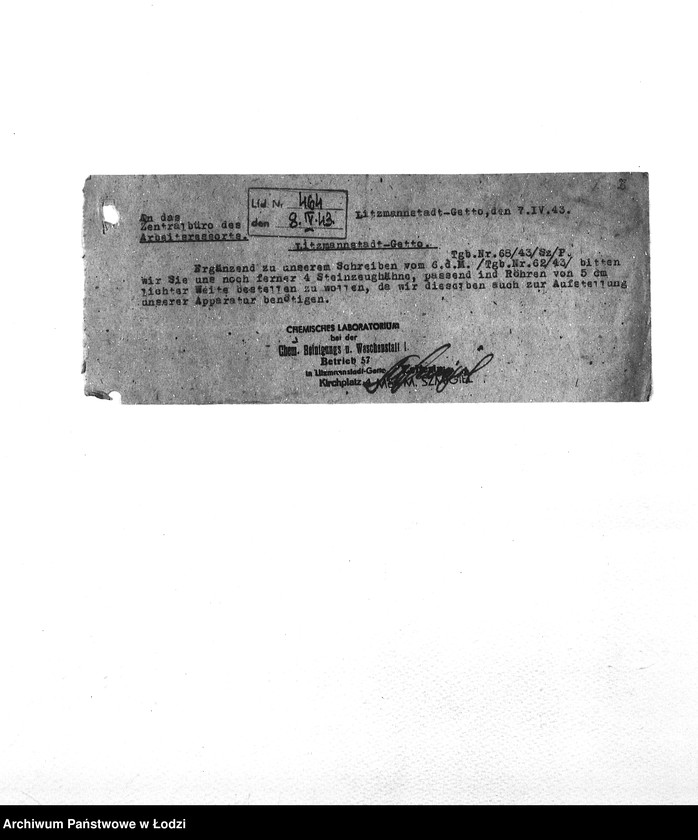 2
Lfd. Nr. 464
den 8. IV. 43.
Litzmannstadt-Getto,den 7.IV.43.
An das
Zentralbüro des
Arbeitsressorts.
Litzmannstadt-Getto.
Tgb.Nr.68/43/Sz/P.
Ergänzend zu unserem Schreiben vom 6.d.M. /Tgb.Nr.62/43/ bitten
wir Sie uns noch ferner 4 Steinzeughähne, passend ind Röhren von 5 cm
lichter Weite bestellen zu wollen, da wir dieselben auch zur Aufstellung
unserer Apparatur benötigen.
CHEMISCHES LABORATORIUM
bei der
Chem. Reinigungs u. Waschanstalt I.
Betrieb 57
in Litzmannstadt-Getto
Kirchplatz 4 SZMIGIEL
Archiwum Państwowe w Łodzi